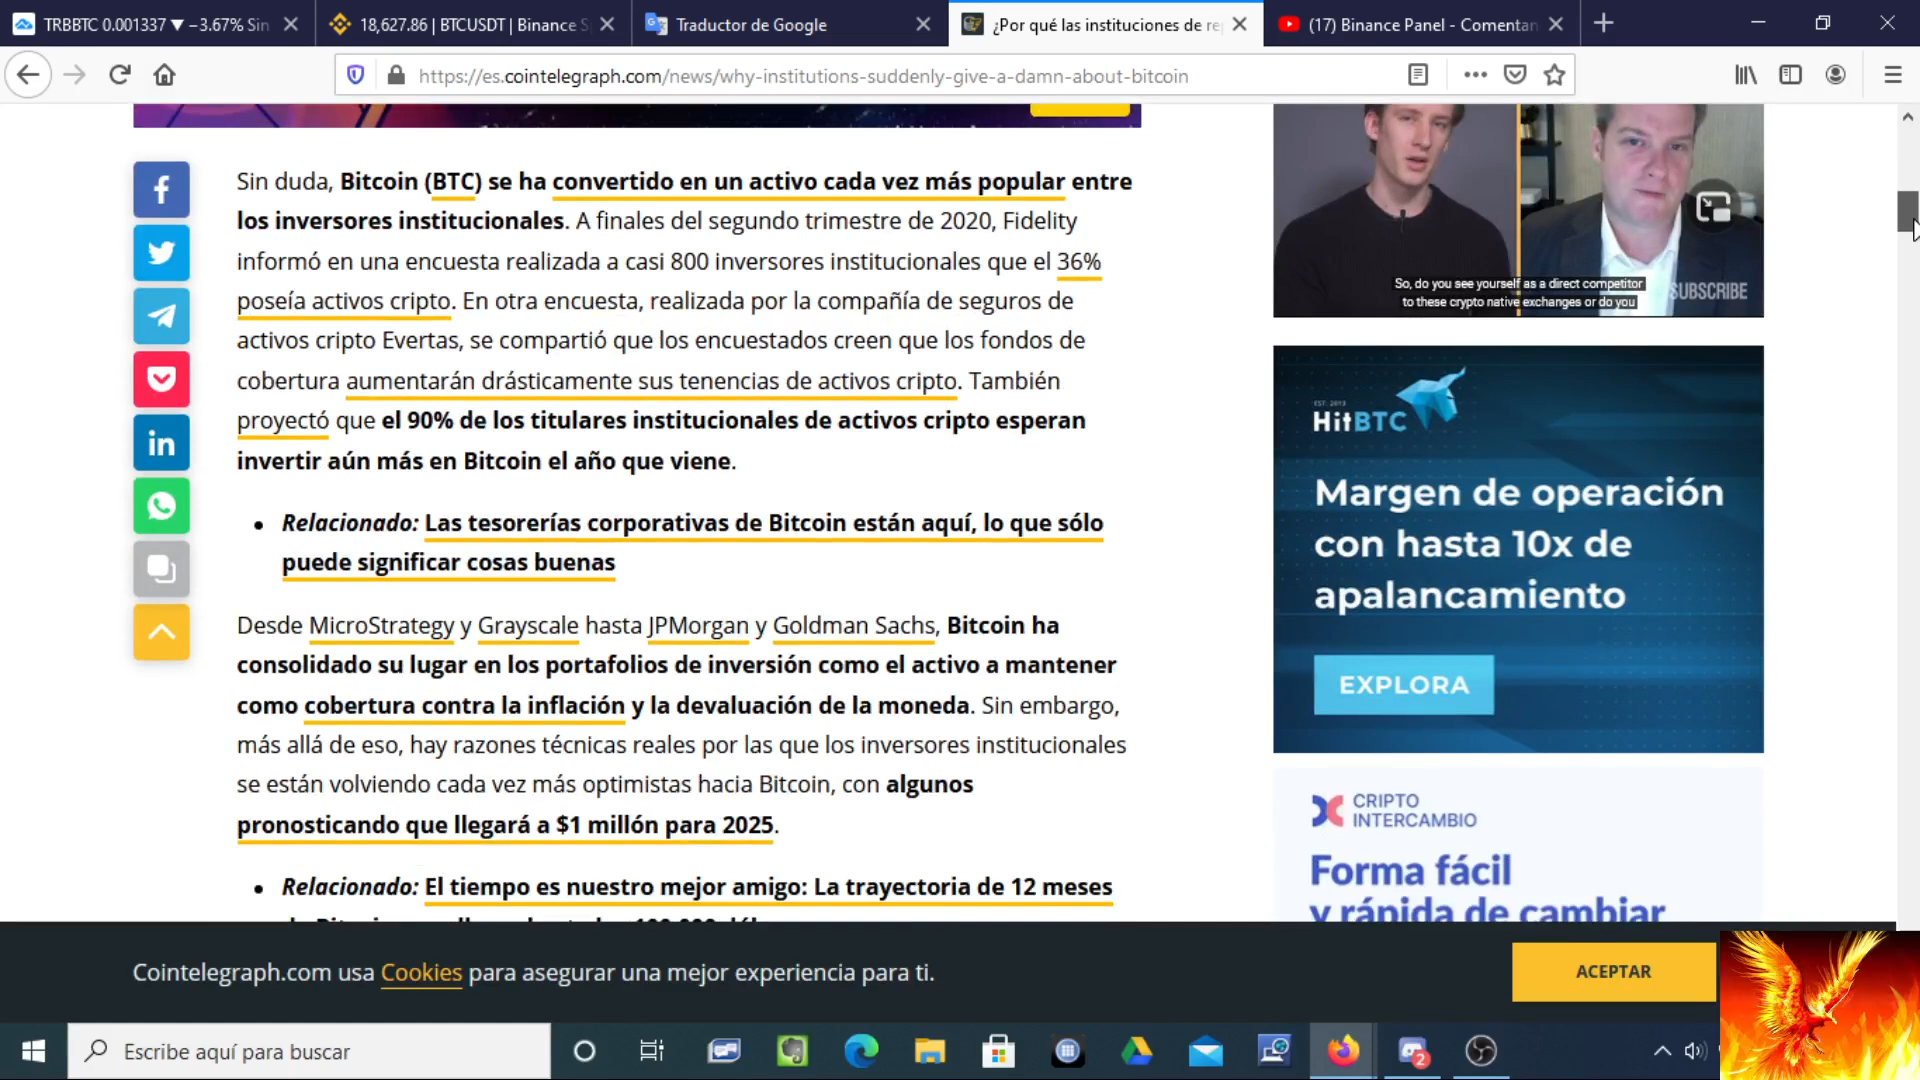 TRBBTC 0.001337 ▼ −3.67% Sin
18,627.86 | BTCUSDT | Binance S
Traductor de Google
¿Por qué las instituciones de re
(17) Binance Panel - Comentan
https://es.cointelegraph.com/news/why-institutions-suddenly-give-a-damn-about-bitcoin
Sin duda, Bitcoin (BTC) se ha convertido en un activo cada vez más popular entre
los inversores institucionales. A finales del segundo trimestre de 2020, Fidelity
informó en una encuesta realizada a casi 800 inversores institucionales que el 36%
poseía activos cripto. En otra encuesta, realizada por la compañía de seguros de
activos cripto Evertas, se compartió que los encuestados creen que los fondos de
cobertura aumentarán drásticamente sus tenencias de activos cripto. También
proyectó que el 90% de los titulares institucionales de activos cripto esperan
invertir aún más en Bitcoin el año que viene.
Relacionado: Las tesorerías corporativas de Bitcoin están aquí, lo que sólo
puede significar cosas buenas
Desde MicroStrategy y Grayscale hasta JPMorgan y Goldman Sachs, Bitcoin ha
consolidado su lugar en los portafolios de inversión como el activo a mantener
como cobertura contra la inflación y la devaluación de la moneda. Sin embargo,
más allá de eso, hay razones técnicas reales por las que los inversores institucionales
se están volviendo cada vez más optimistas hacia Bitcoin, con algunos
pronosticando que llegará a $1 millón para 2025.
Relacionado: El tiempo es nuestro mejor amigo: La trayectoria de 12 meses
So, do you see yourself as a direct competitor
to these crypto native exchanges or do you
SUBSCRIBE
EST. 2013
HitBTC
Margen de operación
con hasta 10x de
apalancamiento
EXPLORA
CRIPTO
INTERCAMBIO
Forma fácil
y rápida de cambiar
Cointelegraph.com usa Cookies para asegurar una mejor experiencia para ti.
ACEPTAR
Escribe aquí para buscar
2